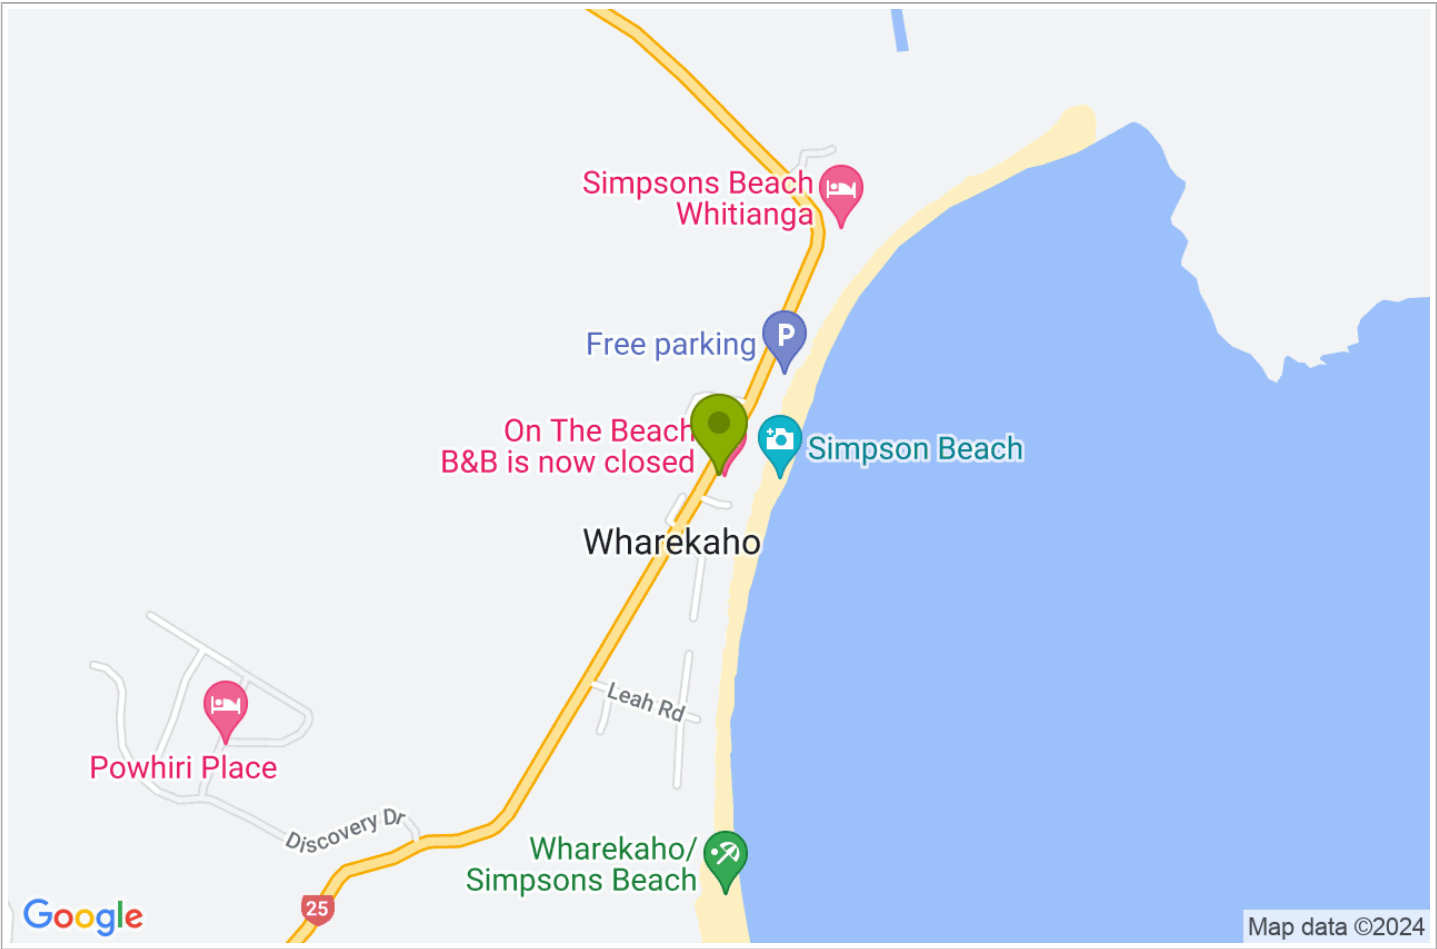 Simpsons Beach
Whitianga
Free parking
P
On The Beach
B&B is now closed
Simpson Beach
Wharekaho
Leah Rd
Powhiri Place
Discovery Dr
Wharekaho/
Simpsons Beach
25
Google
Map data ©2024